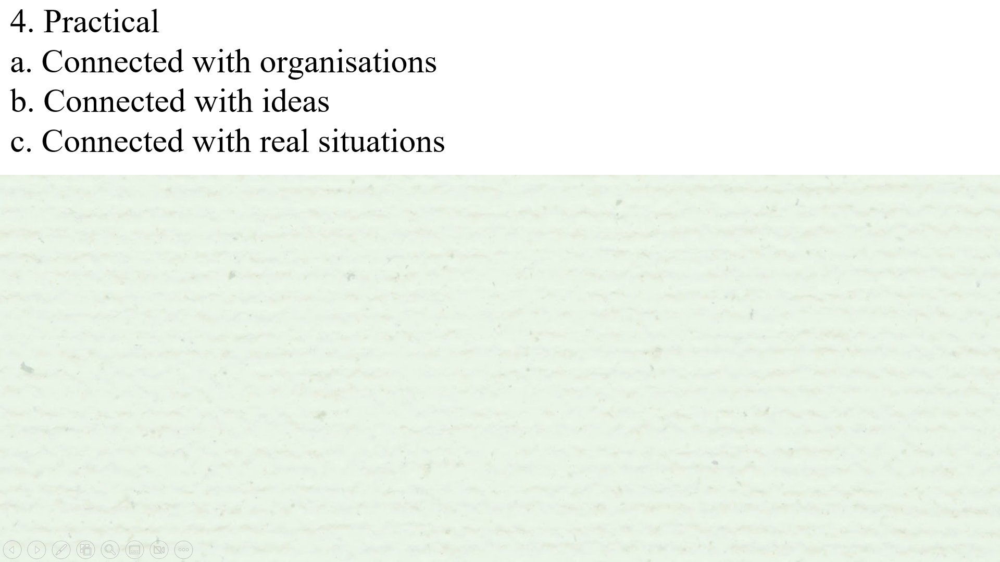 4. Practical
a. Connected with organisations
b. Connected with ideas
c. Connected with real situations